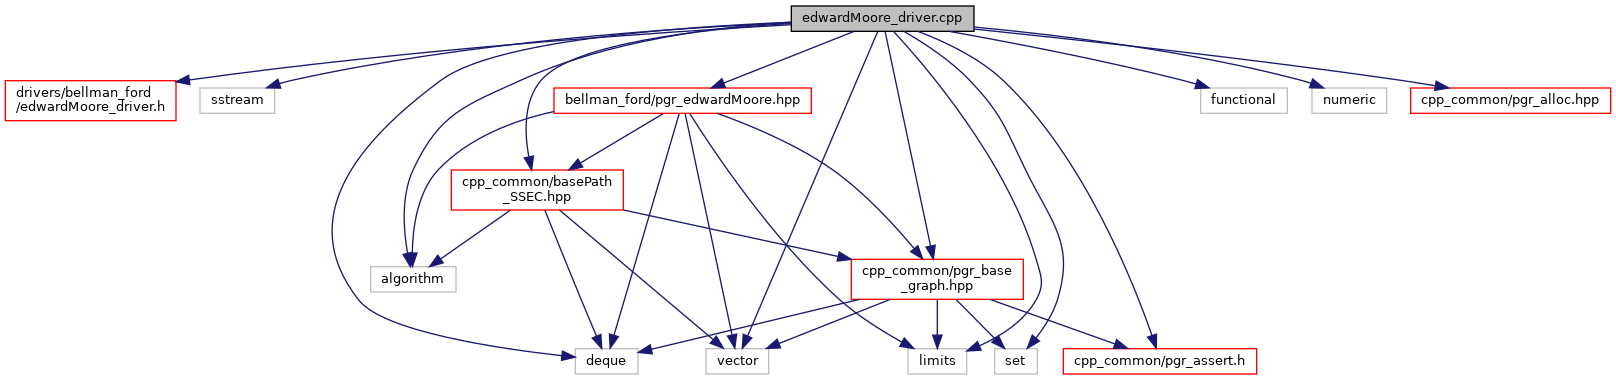 edwardMoore_driver.cpp
drivers/bellman_ford
/edwardMoore_driver.h
sstream
bellman_ford/pgr_edwardMoore.hpp
functional
numeric
cpp_common/pgr_alloc.hpp
cpp_common/basePath
_SSEC.hpp
algorithm
cpp_common/pgr_base
_graph.hpp
deque
vector
limits
set
cpp_common/pgr_assert.h